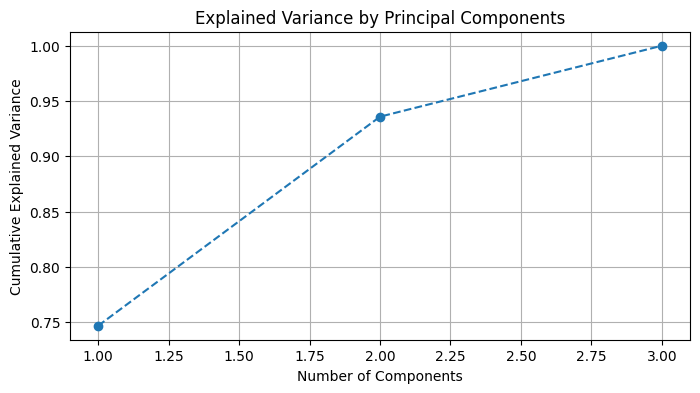 Explained Variance by Principal Components
Cumulative Explained Variance
1.00
0.95
0.90
0.85
0.80
0.75
1.00 1.25 1.50 1.75 2.00 2.25 2.50 2.75 3.00
Number of Components